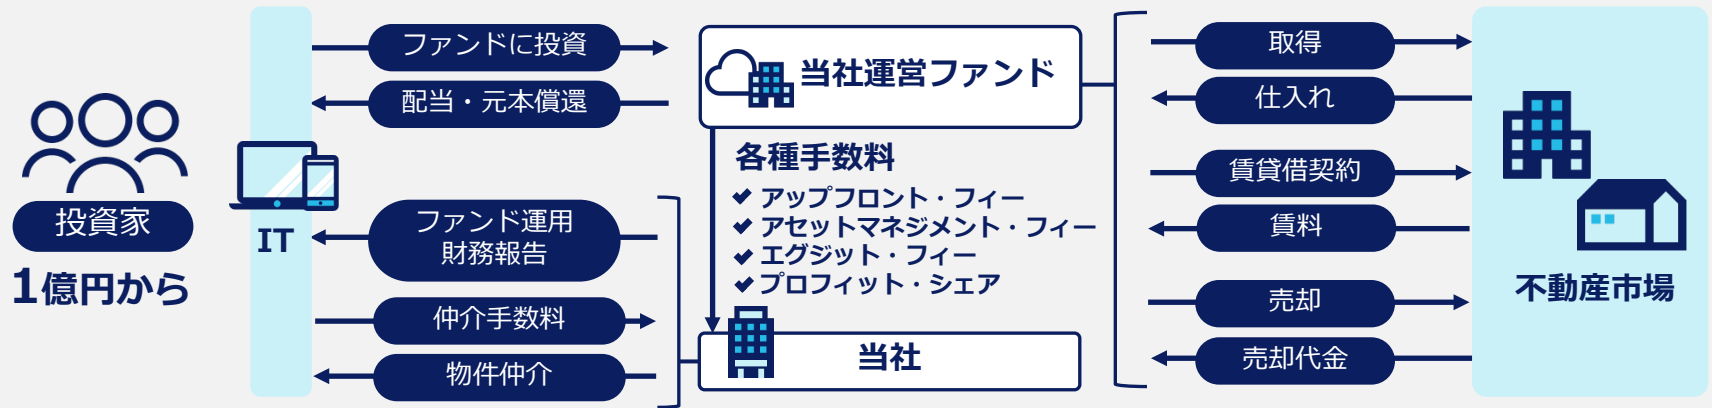 投資家
1億円から
IT
ファンドに投資
配当・元本償還
ファンド運用
財務報告
仲介手数料
物件仲介
当社運営ファンド
各種手数料
アップフロント・フィー
アセットマネジメント・フィー
エグジット・フィー
プロフィット・シェア
当社
取得
仕入れ
賃貸借契約
賃料
売却
売却代金
不動産市場